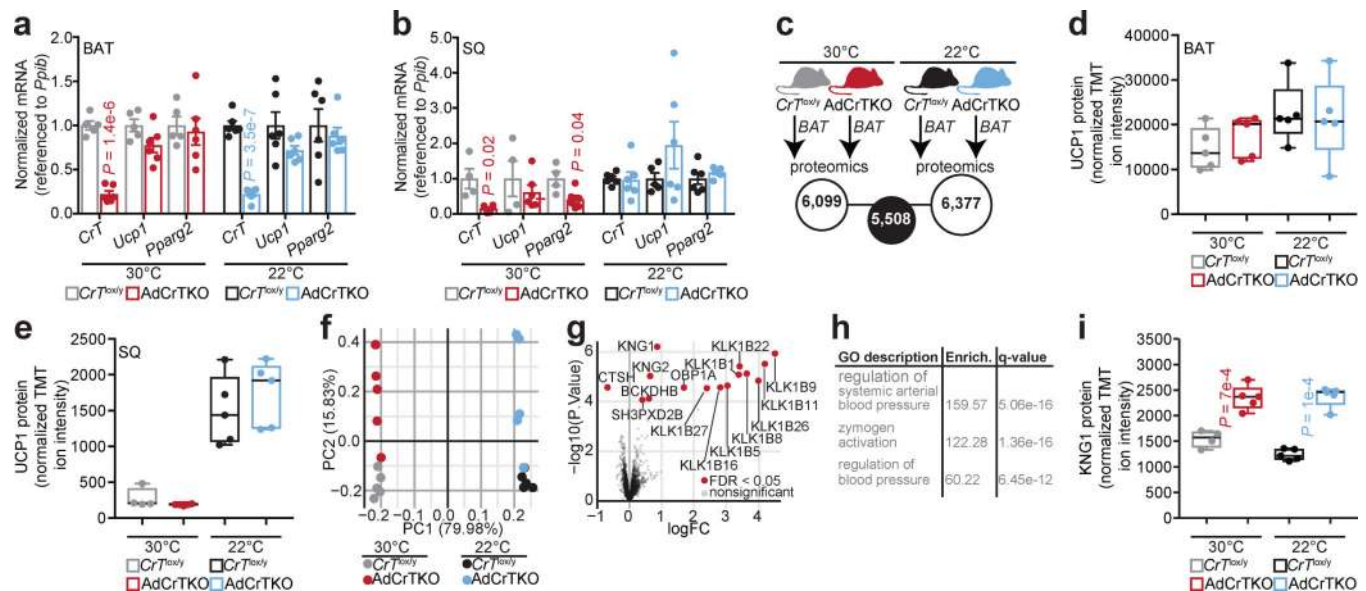 a
BAT
Normalized mRNA
(referenced to Ppib)
2.0
1.5
1.0
0.5
0.0
P = 1.4e-6
P = 3.5e-7
CrT
Ucp1
Pparg2
CrT
Ucp1
Pparg2
30°C
22°C
CrTlox/y
AdCrTKO
CrTlox/y
AdCrTKO
b
SQ
Normalized mRNA
(referenced to Ppib)
5.0
4.0
3.0
2.0
1.0
0.0
P = 0.02
P = 0.04
CrT
Ucp1
Pparg2
CrT
Ucp1
Pparg2
30°C
22°C
CrTlox/y
AdCrTKO
CrTlox/y
AdCrTKO
c
30°C
22°C
CrTlox/y AdCrTKO
CrTlox/y AdCrTKO
BAT
BAT
BAT
BAT
proteomics
proteomics
6,099
5,508
6,377
d
BAT
UCP1 protein
(normalized TMT
ion intensity)
40000
30000
20000
10000
0
30°C
22°C
CrTlox/y
CrTlox/y
AdCrTKO
AdCrTKO
e
SQ
UCP1 protein
(normalized TMT
ion intensity)
2500
2000
1500
1000
500
0
30°C
22°C
CrTlox/y
CrTlox/y
AdCrTKO
AdCrTKO
f
PC2 (15.83%)
0.4
0.2
0.0
−0.2
−0.2
0.0
0.2
PC1 (79.98%)
30°C
22°C
CrTlox/y
CrTlox/y
AdCrTKO
AdCrTKO
g
−log10(P. Value)
6
4
2
0
KNG1
KLK1B22
KNG2
KLK1B1
CTSH
OBP1A
BCKDHB
KLK1B9
SH3PXD2B
KLK1B11
KLK1B27
KLK1B26
KLK1B8
KLK1B5
KLK1B16
FDR < 0.05
nonsignificant
−1
0
1
2
3
4
logFC
h
GO description
Enrich.
q-value
regulation of
systemic arterial
blood pressure
159.57
5.06e-16
zymogen
activation
122.28
1.36e-16
regulation of
blood pressure
60.22
6.45e-12
i
KNG1 protein
(normalized TMT
ion intensity)
3500
3000
2500
2000
1500
1000
500
0
P = 7e-4
P = 1e-4
30°C
22°C
CrTlox/y
CrTlox/y
AdCrTKO
AdCrTKO